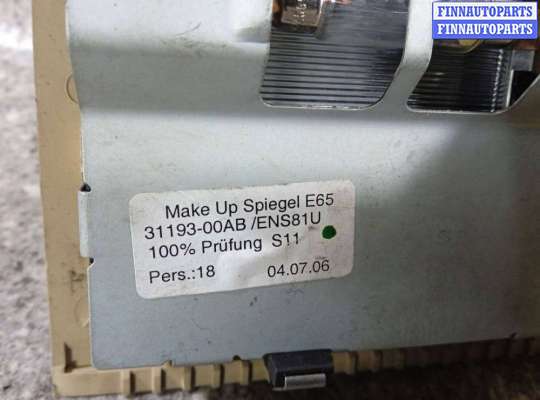 FINNAUTOPARTS
FINNAUTOPARTS
Make Up Spiegel E65
31193-00AB /ENS81U
100% Prüfung S11
Pers.:18 04.07.06